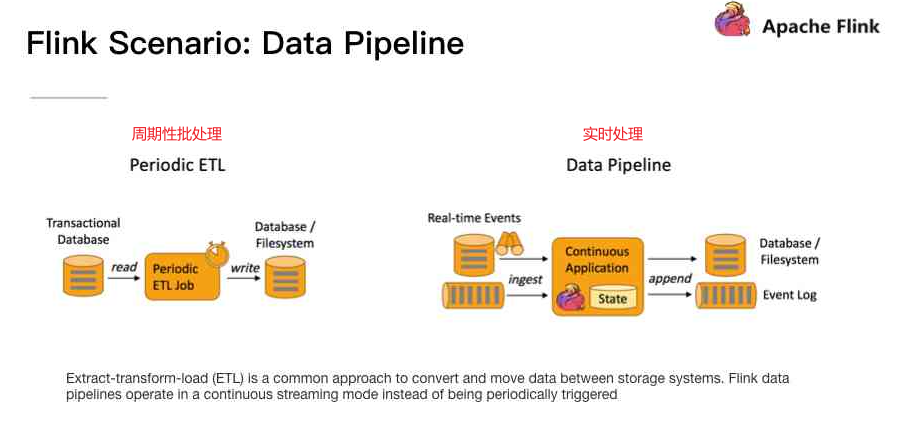 Apache Flink
Flink Scenario: Data Pipeline
周期性批处理
Periodic ETL
Transactional
Database
read
Periodic
ETL Job
write
Database /
Filesystem
实时处理
Data Pipeline
Real-time Events
ingest
Continuous
Application
State
append
Database /
Filesystem
Event Log
Extract-transform-load (ETL) is a common approach to convert and move data between storage systems. Flink data
pipelines operate in a continuous streaming mode instead of being periodically triggered